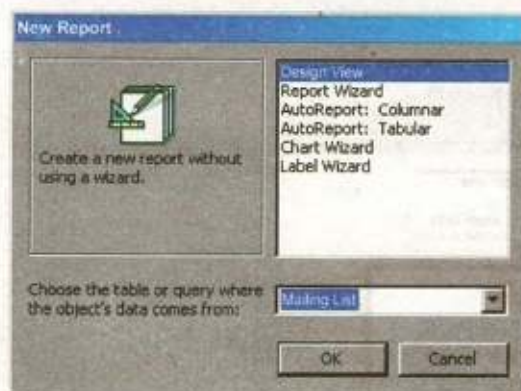 New Report
Design View
Report Wizard
AutoReport: Columnar
AutoReport: Tabular
Chart Wizard
Label Wizard
Create a new report without
using a wizard.
Choose the table or query where
the object's data comes from:
Mailing List
OK
Cancel